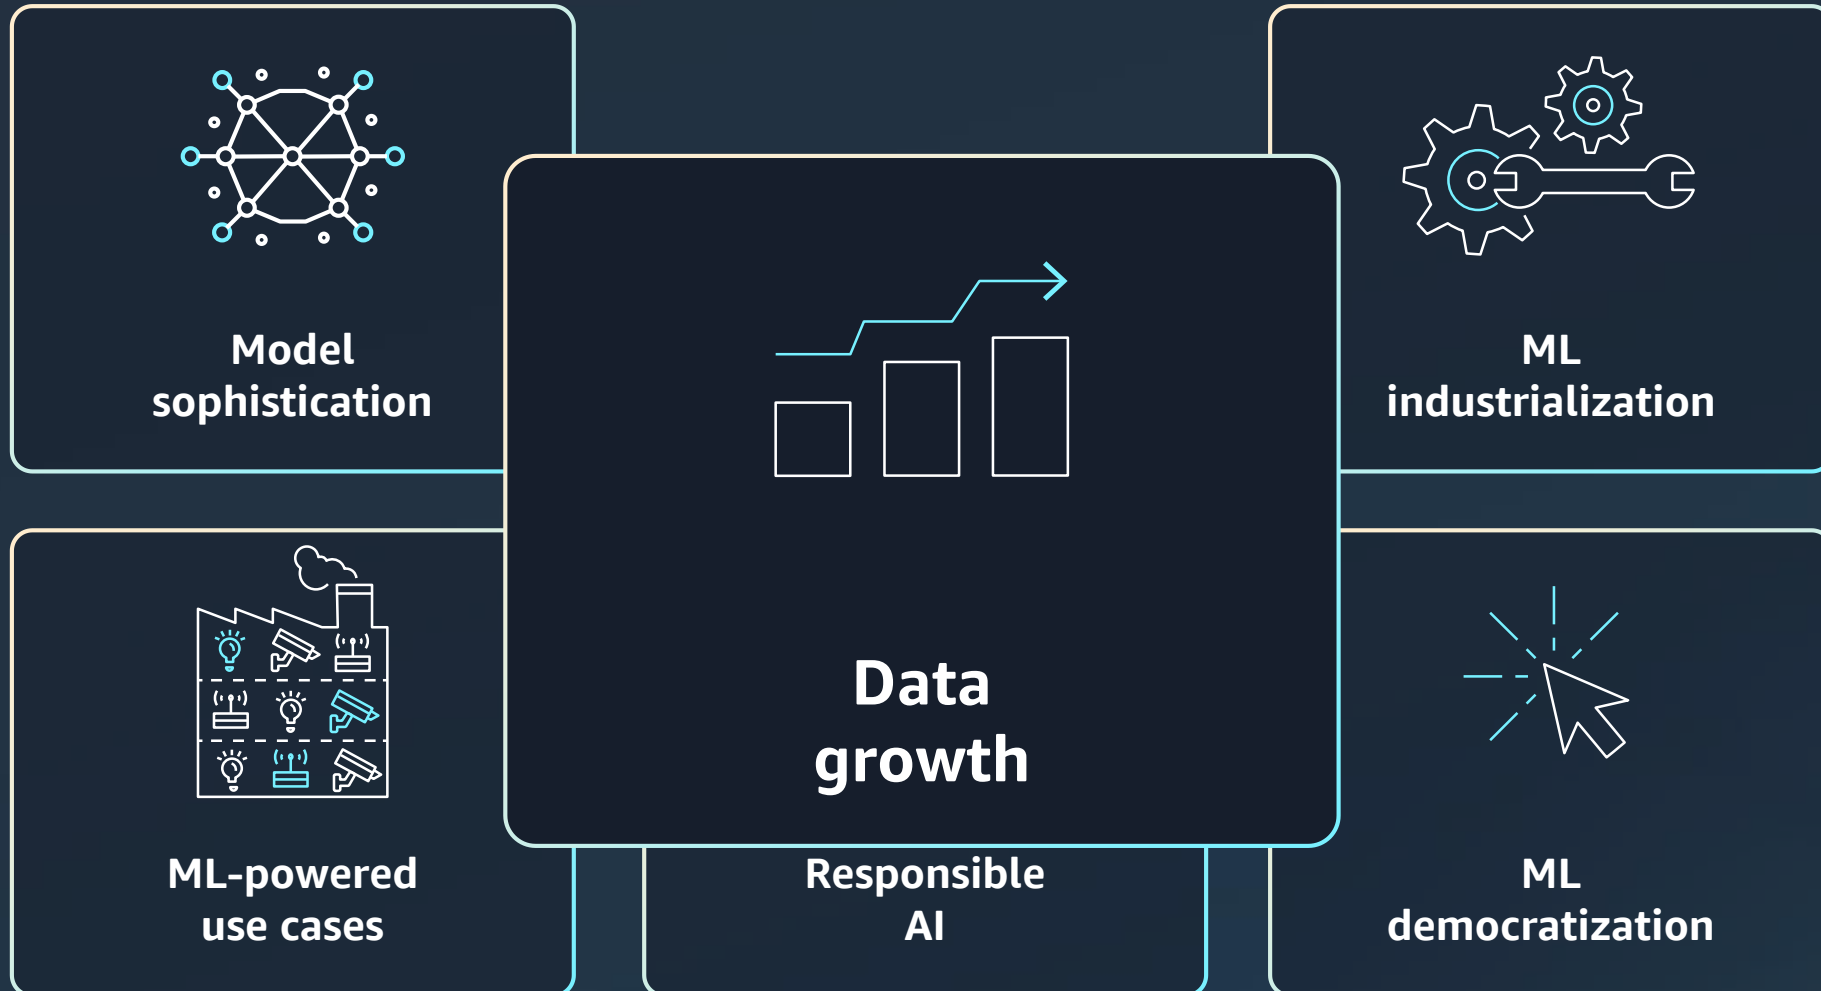 Model
sophistication
Data
growth
ML
industrialization
ML-powered
use cases
Responsible
AI
ML
democratization